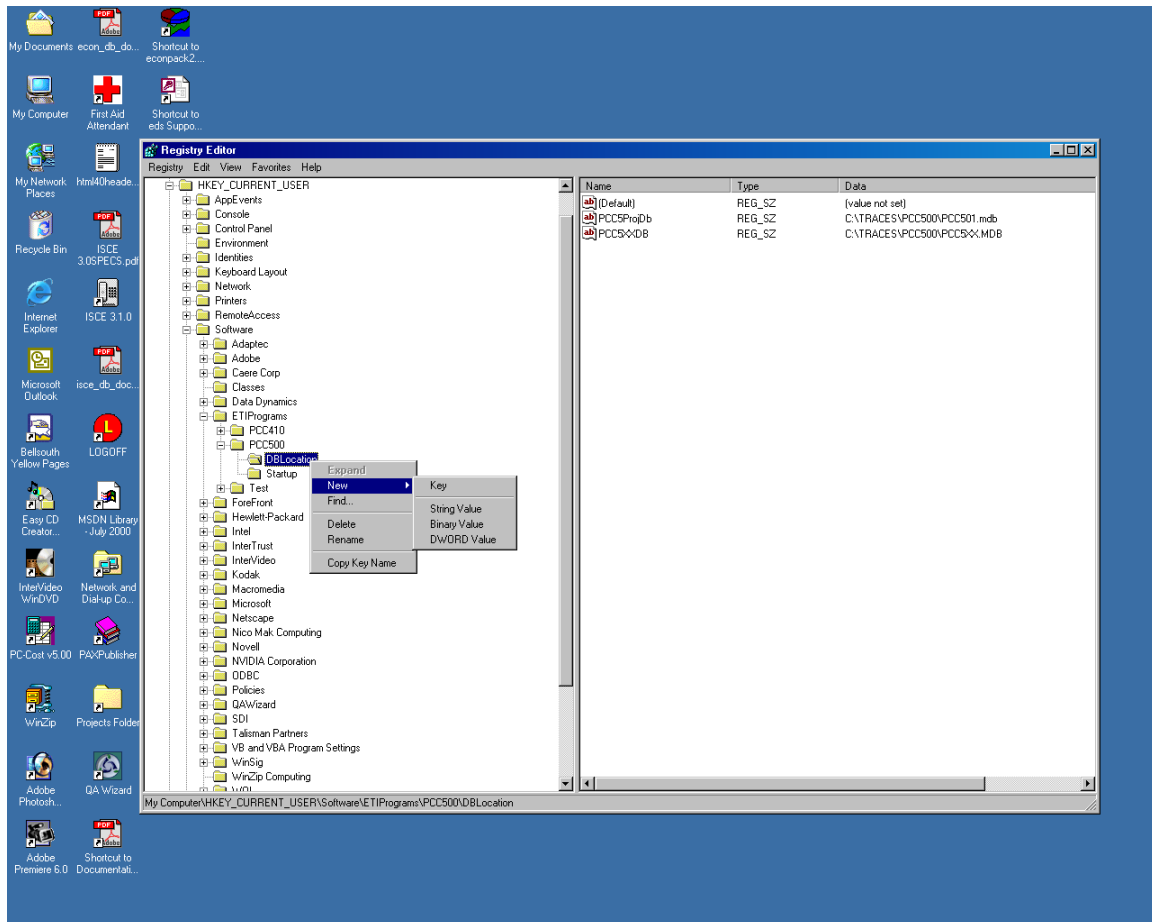 My Documents
econ_db_do...
Shortcut to
econpack2....
My Computer
First Aid
Attendant
Shortcut to
eds Suppo...
My Network
Places
html40heade...
Recycle Bin
ISCE
3.0SPECS.pdf
Internet
Explorer
ISCE 3.1.0
Microsoft
Outlook
isce_db_doc...
Bellsouth
Yellow Pages
LOGOFF
Easy CD
Creator...
MSDN Library
- July 2000
InterVideo
WinDVD
Network and
Dial-up Co...
PC-Cost v5.00
PAXPublisher
WinZip
Projects Folder
Adobe
Photosh...
QA Wizard
Adobe
Premiere 6.0
Shortcut to
Documentati...
Registry Editor
Registry Edit View Favorites Help
HKEY_CURRENT_USER
AppEvents
Console
Control Panel
Environment
Identities
Keyboard Layout
Network
Printers
RemoteAccess
Software
Adaptec
Adobe
Caere Corp
Classes
Data Dynamics
ETIPrograms
PCC410
PCC500
DBLocation
Startup
Test
ForeFront
Hewlett-Packard
Intel
InterTrust
InterVideo
Kodak
Macromedia
Microsoft
Netscape
Nico Mak Computing
Novell
NVIDIA Corporation
ODBC
Policies
QAWizard
SDI
Talisman Partners
VB and VBA Program Settings
WinSig
WinZip Computing
Expand
New
Find...
Delete
Rename
Copy Key Name
Key
String Value
Binary Value
DWORD Value
Name Type Data
(Default) REG_SZ (value not set)
PCC5ProjDb REG_SZ C:\TRACES\PCC500\PCC501.mdb
PCC5XXDB REG_SZ C:\TRACES\PCC500\PCC5XX.MDB
My Computer\HKEY_CURRENT_USER\Software\ETIPrograms\PCC500\DBLocation